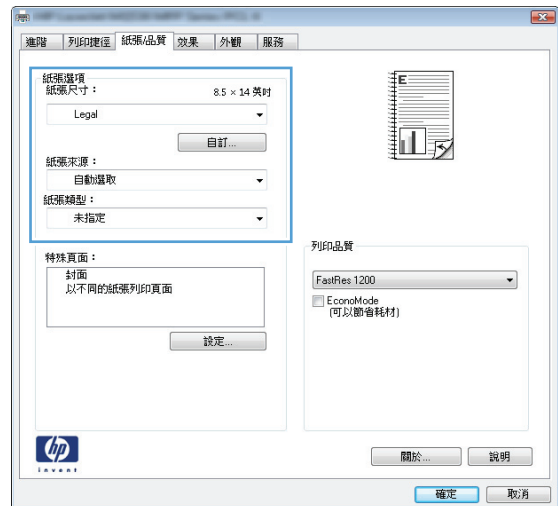 進階 列印捷徑 紙張/品質 效果 外觀 服務
紙張選項
紙張尺寸： 8.5 × 14 英吋
Legal
自訂...
紙張來源：
自動選取
紙張類型：
未指定
特殊頁面：
封面
以不同的紙張列印頁面
設定...
E
列印品質
FastRes 1200
EconoMode
(可以節省耗材)
hp
invent
關於... 說明
確定 取消